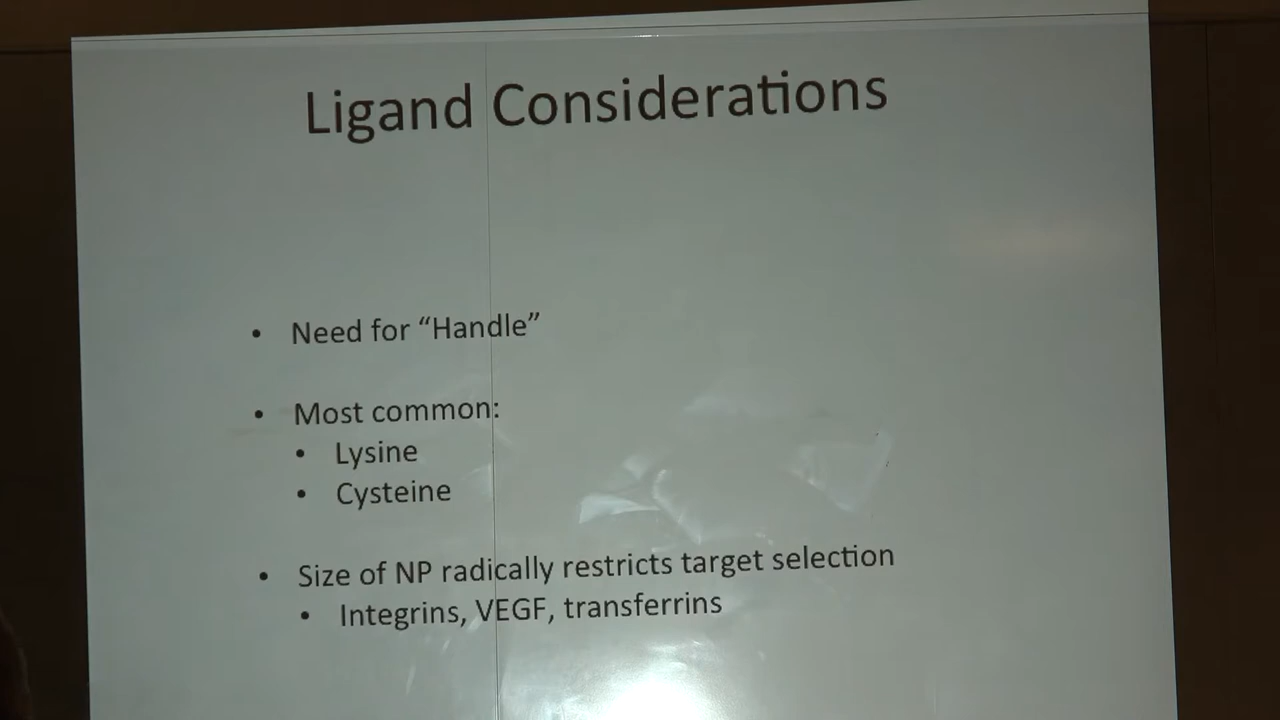 Ligand Considerations
• Need for “Handle”
• Most common:
• Lysine
• Cysteine
• Size of NP radically restricts target selection
• Integrins, VEGF, transferrins